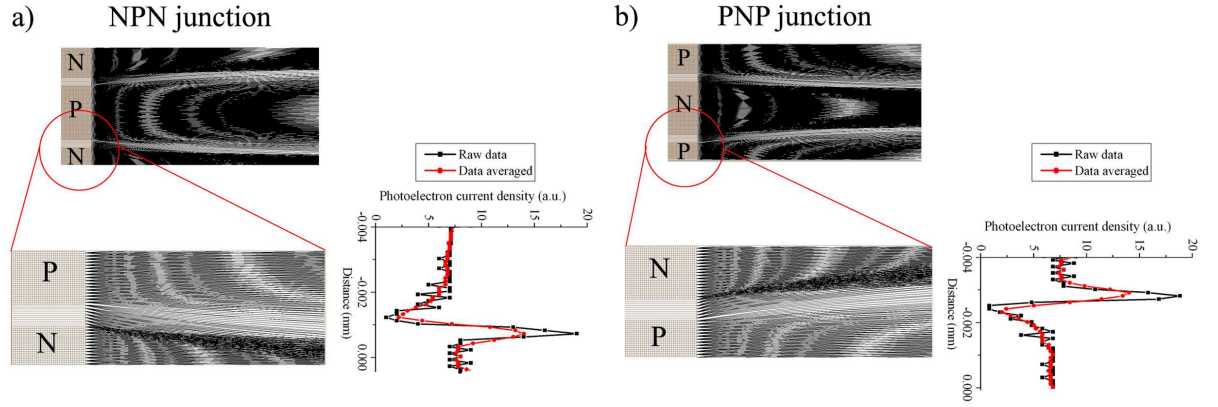 a)
NPN junction
N
P
N
P
N
Raw data
Data averaged
Photoelectron current density (a.u.)
0
5
10
15
20
-0.004
-0.002
0.000
Distance (mm)
b)
PNP junction
P
N
P
N
P
Raw data
Data averaged
Photoelectron current density (a.u.)
0
5
10
15
20
-0.004
-0.002
0.000
Distance (mm)